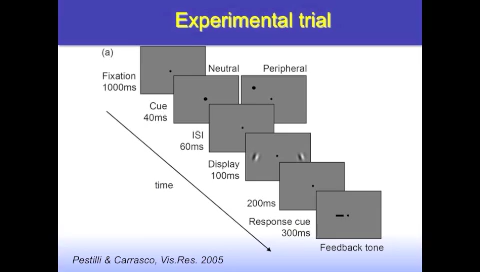 Experimental trial
(a)
Fixation
1000ms
Neutral
Peripheral
Cue
40ms
ISI
60ms
Display
100ms
time
200ms
Response cue
300ms
Feedback tone
Pestilli & Carrasco, Vis.Res. 2005